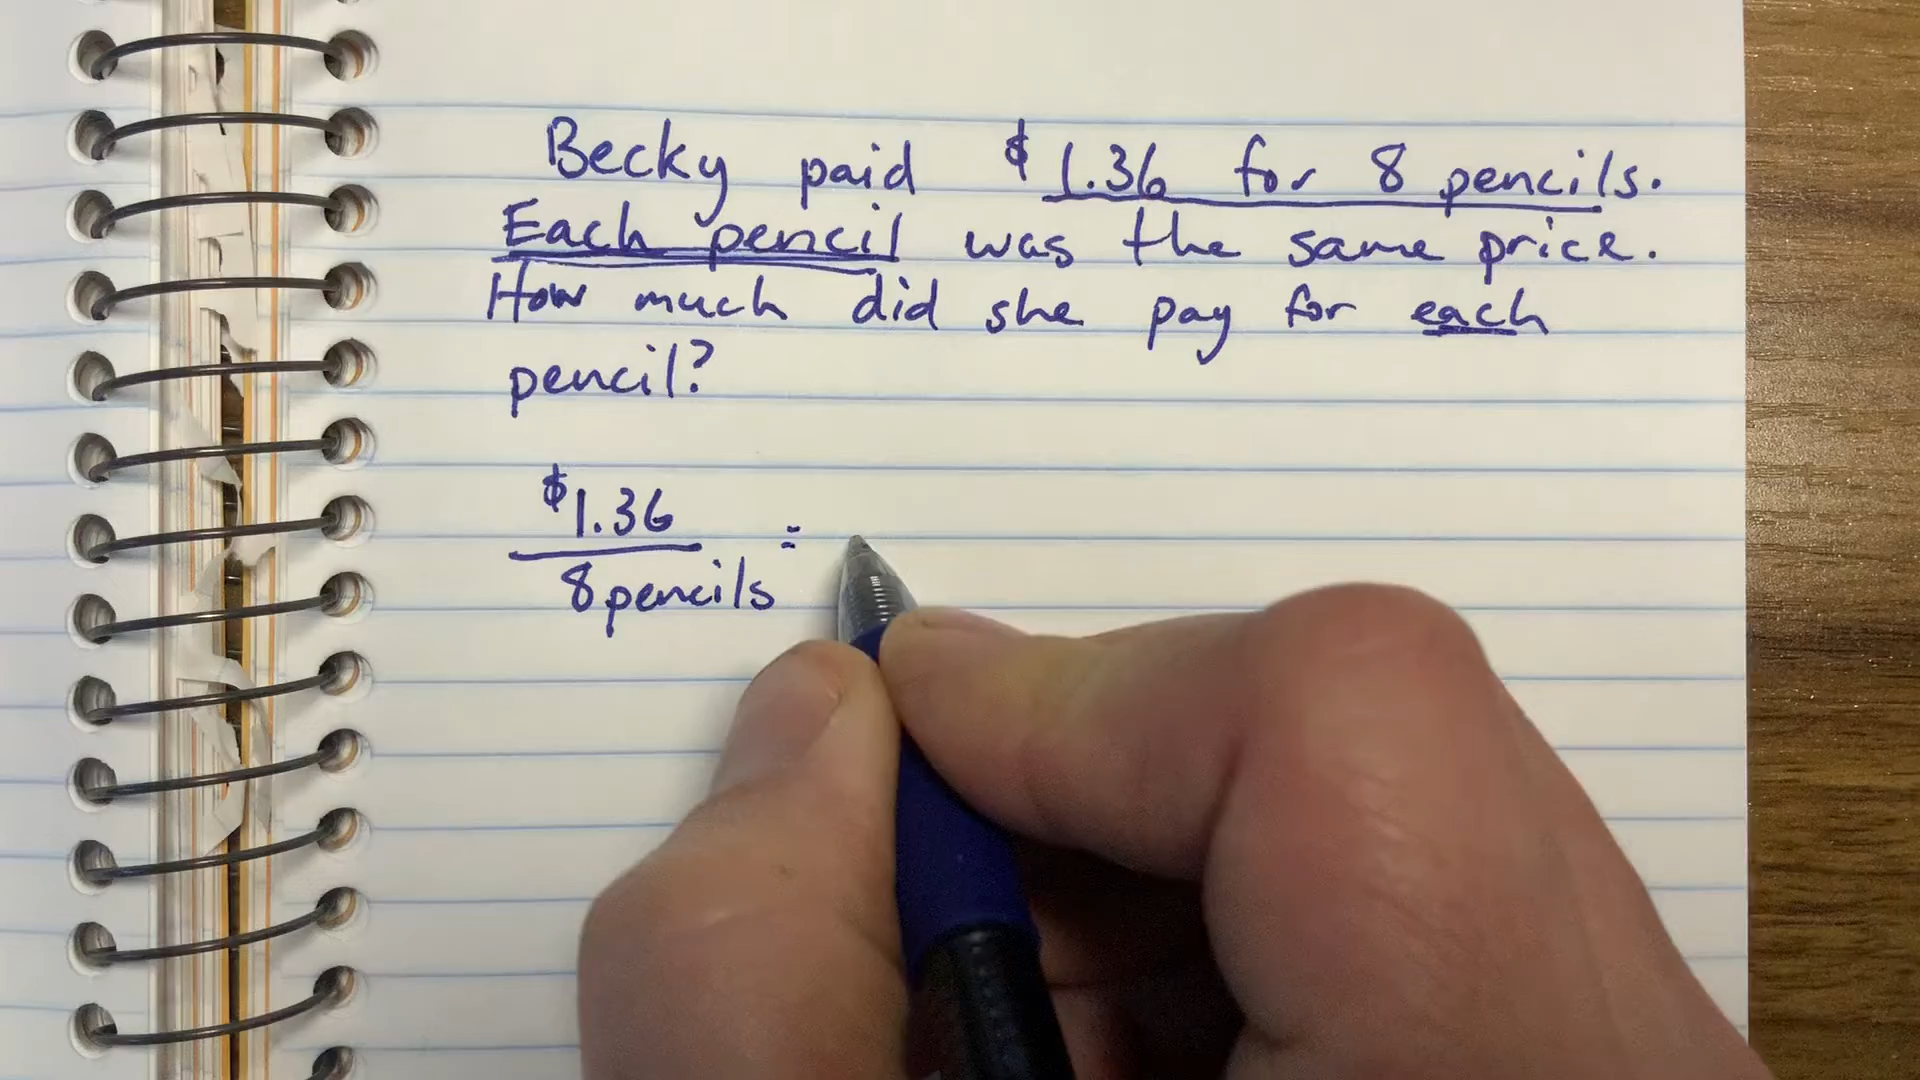 Becky paid $1.36 for 8 pencils.
Each pencil was the same price.
How much did she pay for each
pencil?
$1.36
8 pencils =